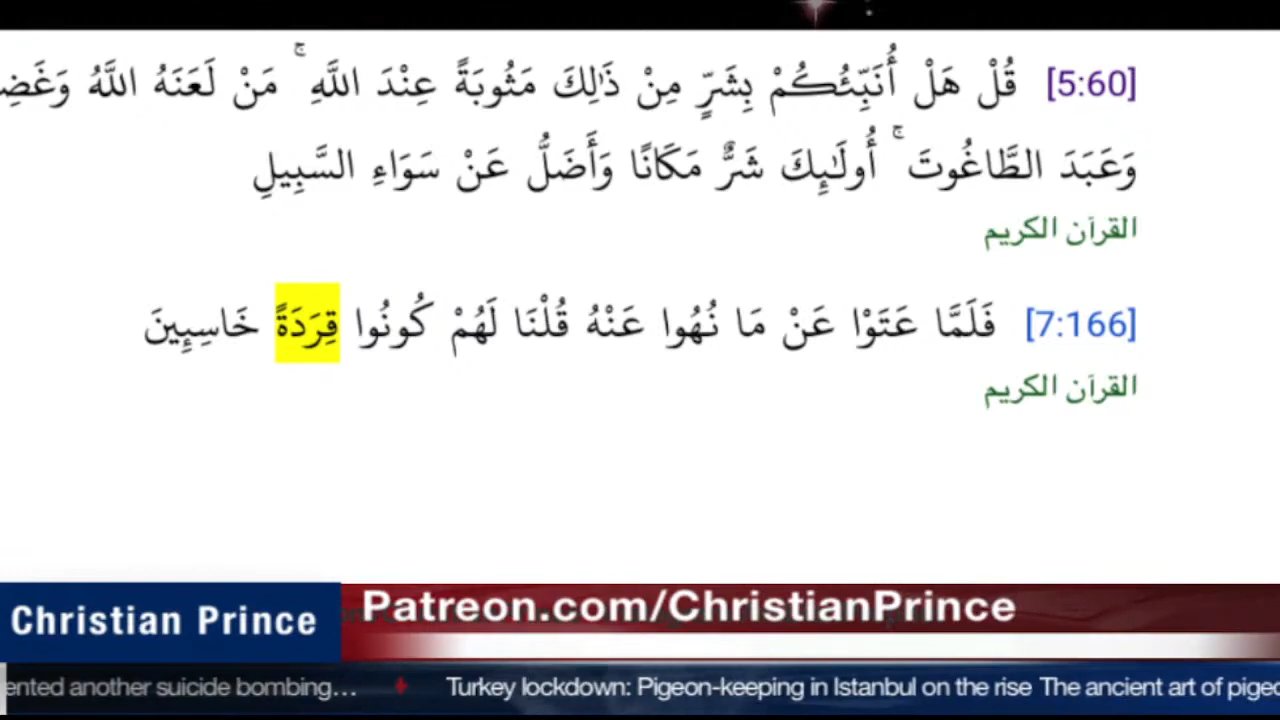 [5:60] قُلْ هَلْ أُنَبِّئُكُمْ بِشَرٍّ مِنْ ذَٰلِكَ مَثُوبَةً عِنْدَ اللَّهِ ۚ مَنْ لَعَنَهُ اللَّهُ وَغَضِ
وَعَبَدَ الطَّاغُوتَ ۚ أُولَٰئِكَ شَرٌّ مَكَانًا وَأَضَلُّ عَنْ سَوَاءِ السَّبِيلِ
القرآن الكريم
[7:166] فَلَمَّا عَتَوْا عَنْ مَا نُهُوا عَنْهُ قُلْنَا لَهُمْ كُونُوا قِرَدَةً خَاسِئِينَ
القرآن الكريم
Christian Prince
Patreon.com/ChristianPrince
ented another suicide bombing... Turkey lockdown: Pigeon-keeping in Istanbul on the rise The ancient art of pigeo